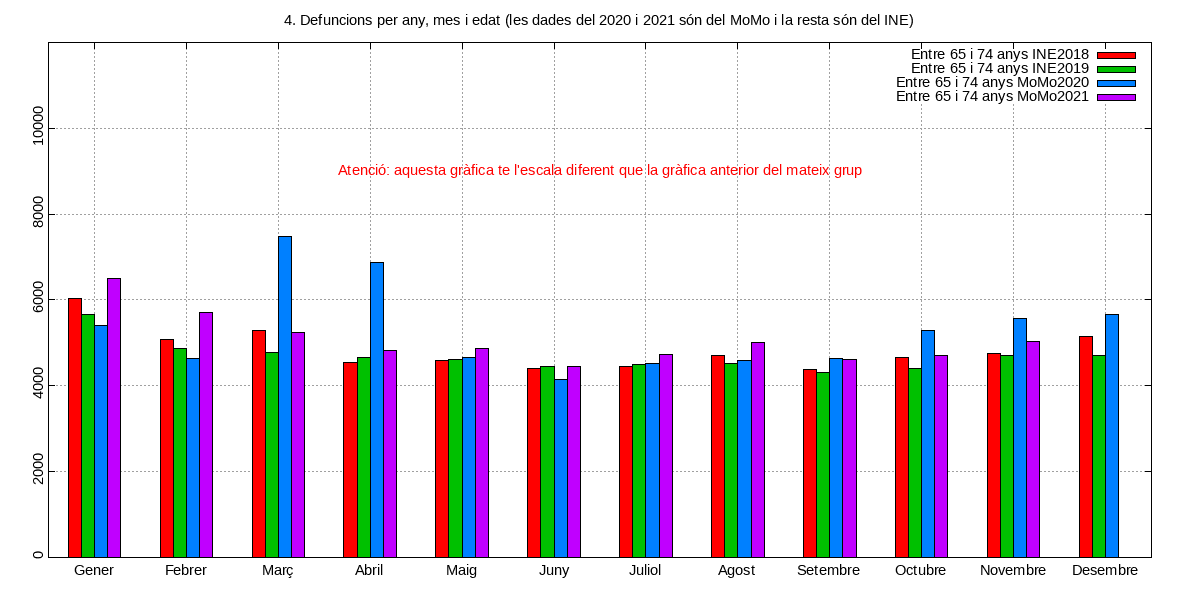 4. Defuncions per any, mes i edat (les dades del 2020 i 2021 són del MoMo i la resta són del INE)
Entre 65 i 74 anys INE2018
Entre 65 i 74 anys INE2019
Entre 65 i 74 anys MoMo2020
Entre 65 i 74 anys MoMo2021
Atenció: aquesta gràfica te l'escala diferent que la gràfica anterior del mateix grup
10000
8000
6000
4000
2000
0
Gener Febrer Març Abril Maig Juny Juliol Agost Setembre Octubre Novembre Desembre